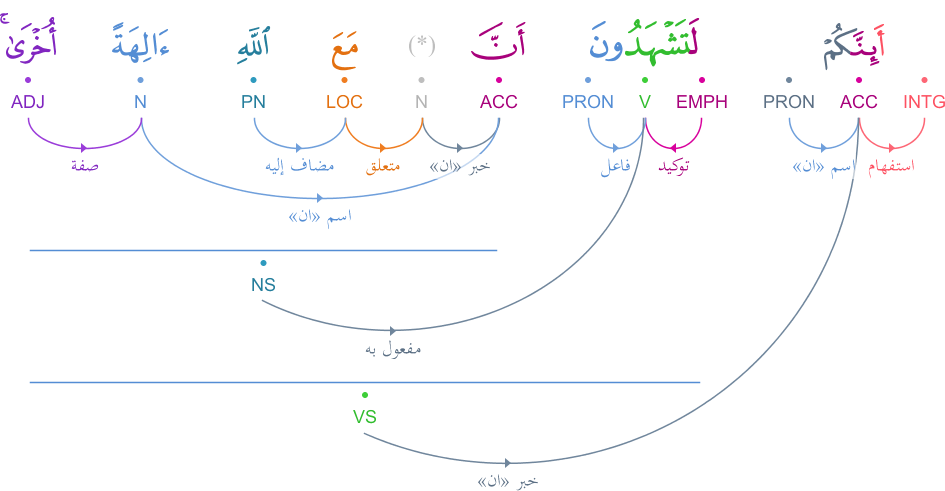 أَئِنَّكُمْ لَتَشْهَدُونَ أَنَّ (*) مَعَ ٱللَّهِ ءَالِهَةً أُخْرَىٰ ۚ
INTG ACC PRON EMPH V PRON ACC N LOC PN N ADJ
استفهام اسم «ان» توكيد فاعل خبر «ان» متعلق مضاف إليه صفة
اسم «ان»
NS
مفعول به
VS
خبر «ان»